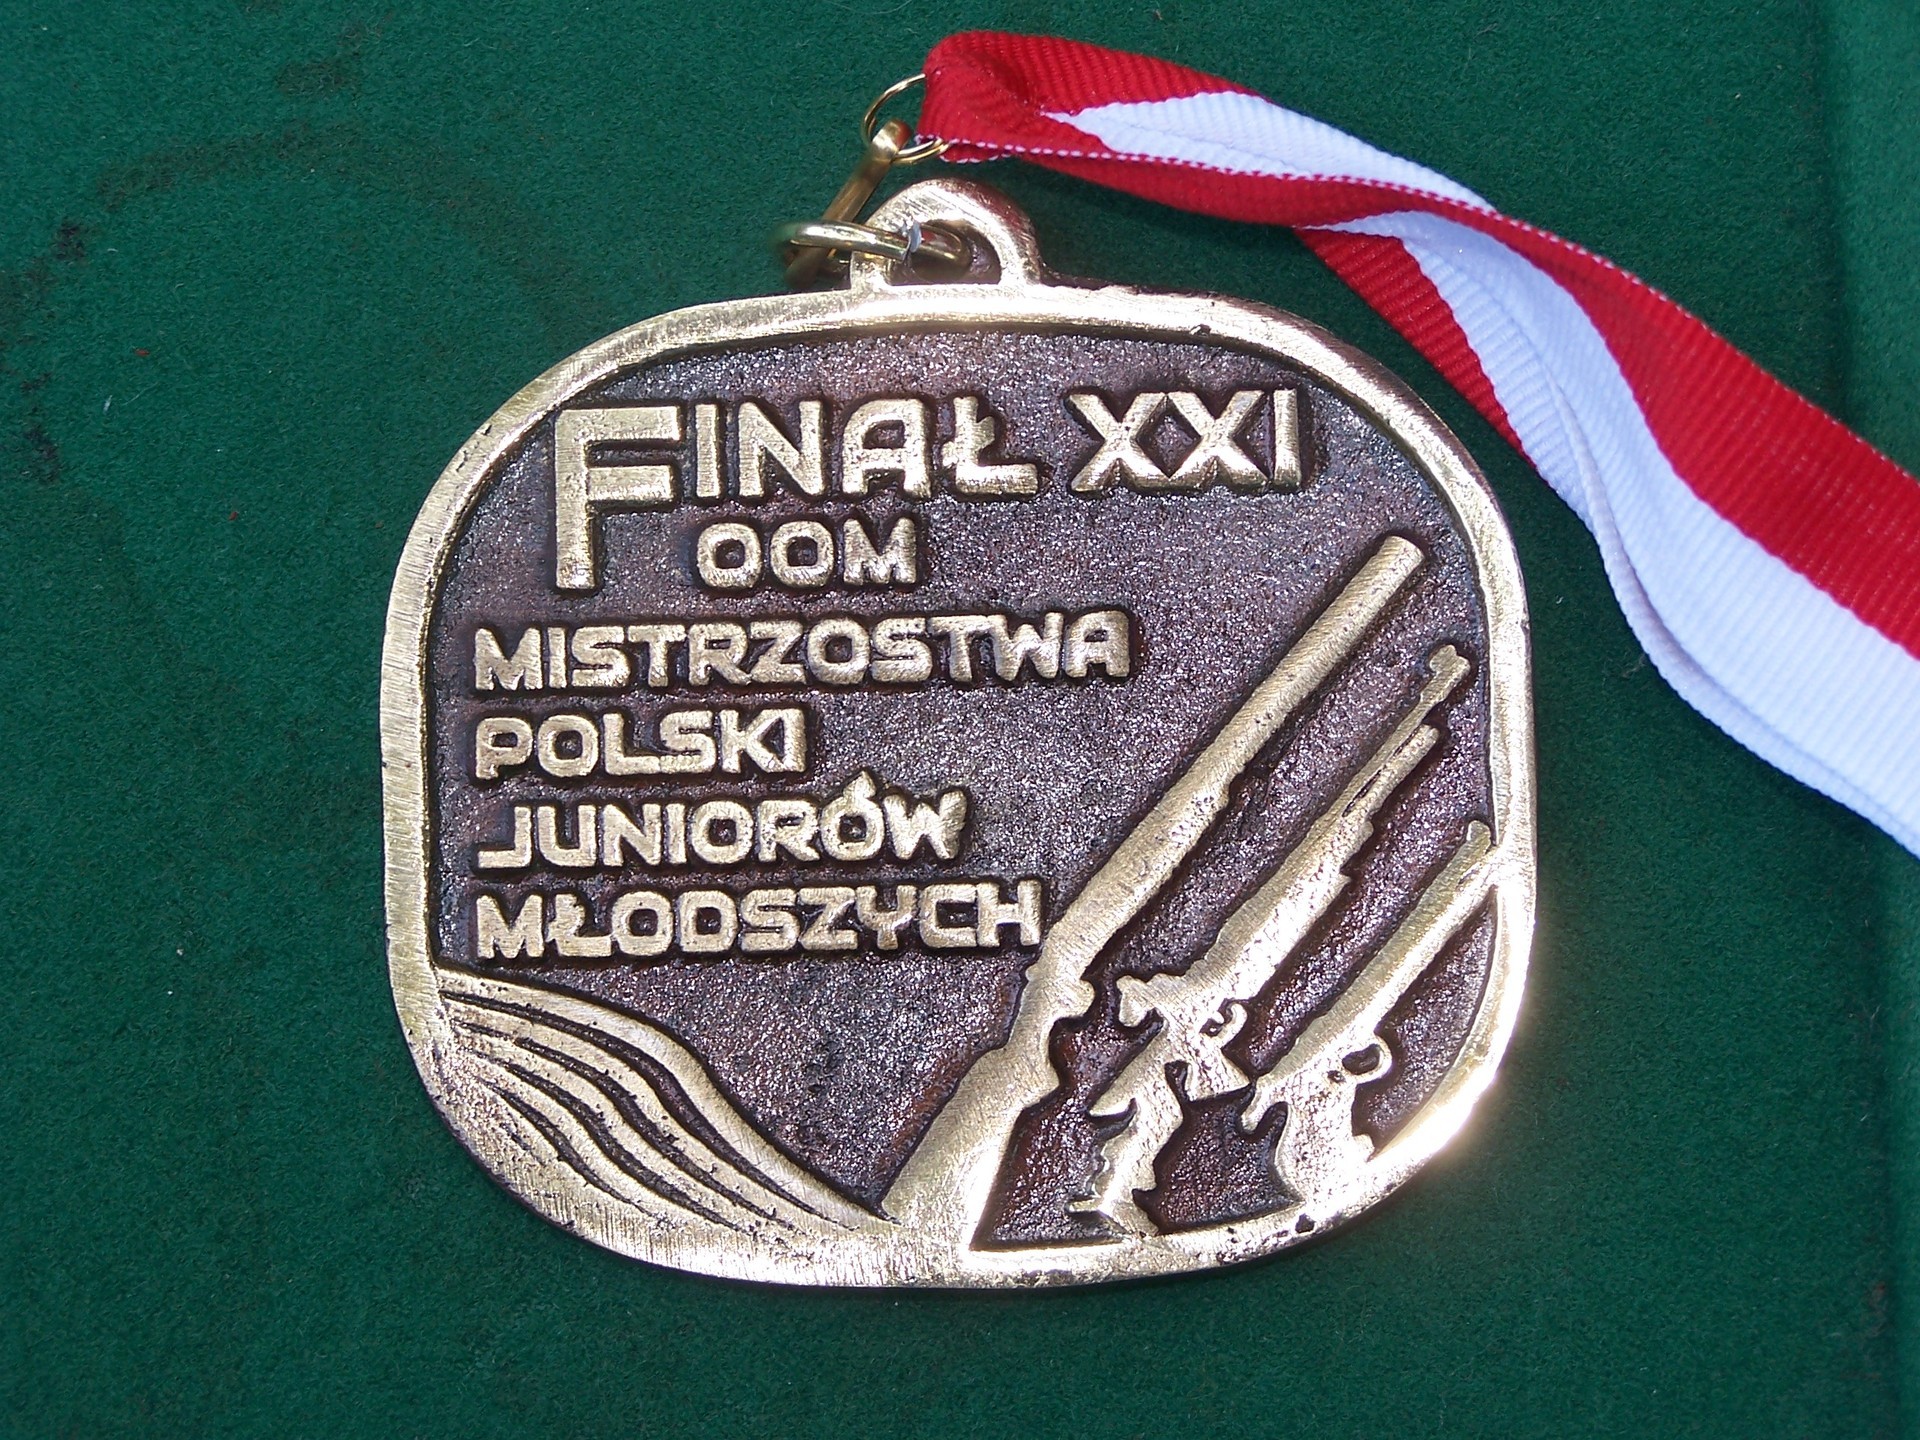 FINAŁ XXI
OOM
MISTRZOSTWA
POLSKI
JUNIORÓW
MŁODSZYCH